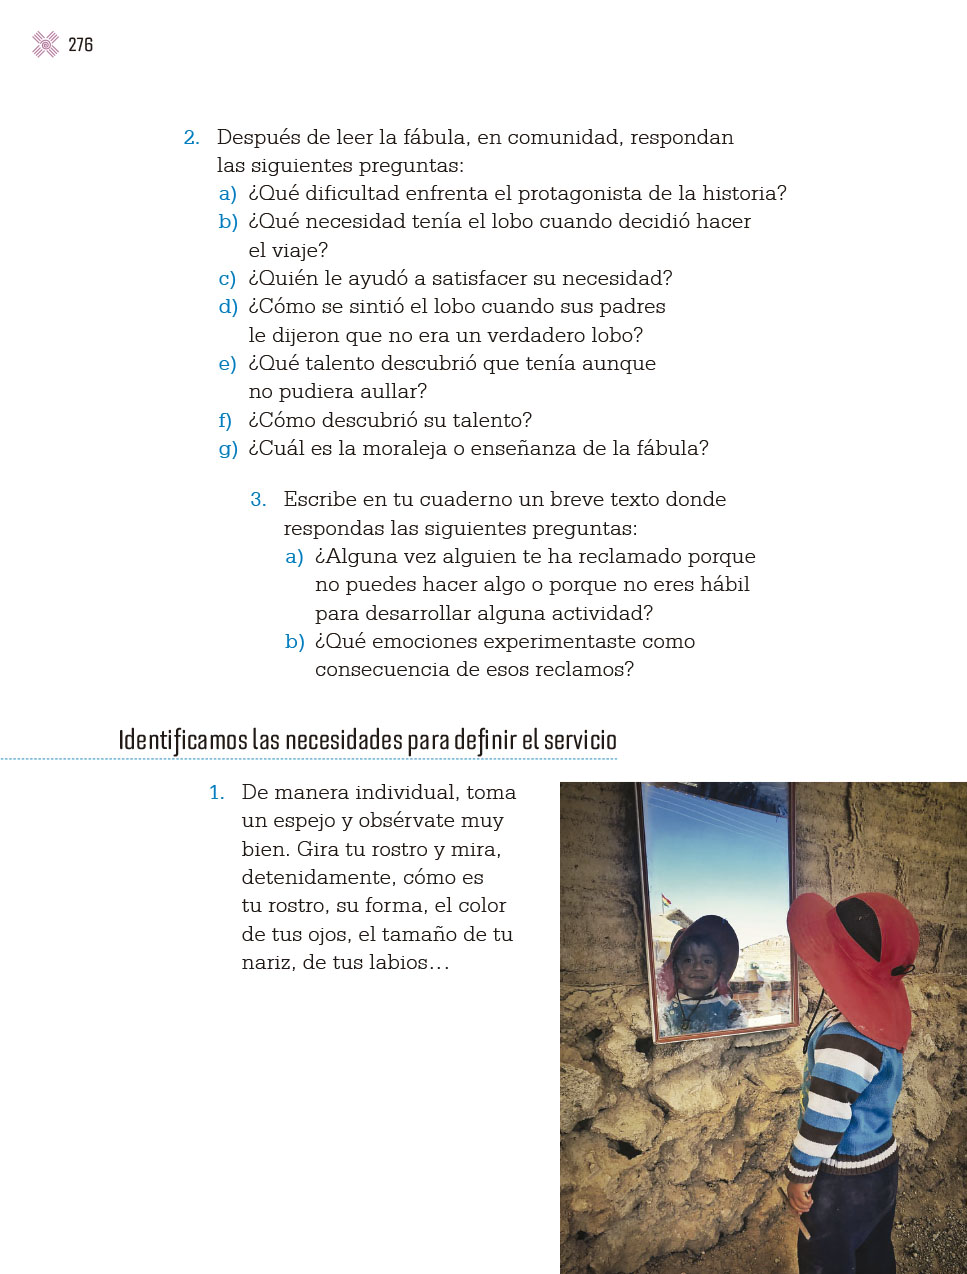 276
2. Después de leer la fábula, en comunidad, respondan
las siguientes preguntas:
a) ¿Qué dificultad enfrenta el protagonista de la historia?
b) ¿Qué necesidad tenía el lobo cuando decidió hacer
el viaje?
c) ¿Quién le ayudó a satisfacer su necesidad?
d) ¿Cómo se sintió el lobo cuando sus padres
le dijeron que no era un verdadero lobo?
e) ¿Qué talento descubrió que tenía aunque
no pudiera aullar?
f) ¿Cómo descubrió su talento?
g) ¿Cuál es la moraleja o enseñanza de la fábula?
3. Escribe en tu cuaderno un breve texto donde
respondas las siguientes preguntas:
a) ¿Alguna vez alguien te ha reclamado porque
no puedes hacer algo o porque no eres hábil
para desarrollar alguna actividad?
b) ¿Qué emociones experimentaste como
consecuencia de esos reclamos?
Identificamos las necesidades para definir el servicio
1. De manera individual, toma
un espejo y obsérvate muy
bien. Gira tu rostro y mira,
detenidamente, cómo es
tu rostro, su forma, el color
de tus ojos, el tamaño de tu
nariz, de tus labios…